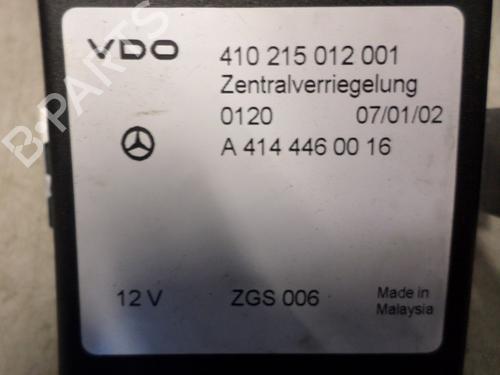 VDO 410 215 012 001
Zentralverriegelung
0120 07/01/02
A 414 446 00 16
12 V ZGS 006 Made in
Malaysia
B-PARTS